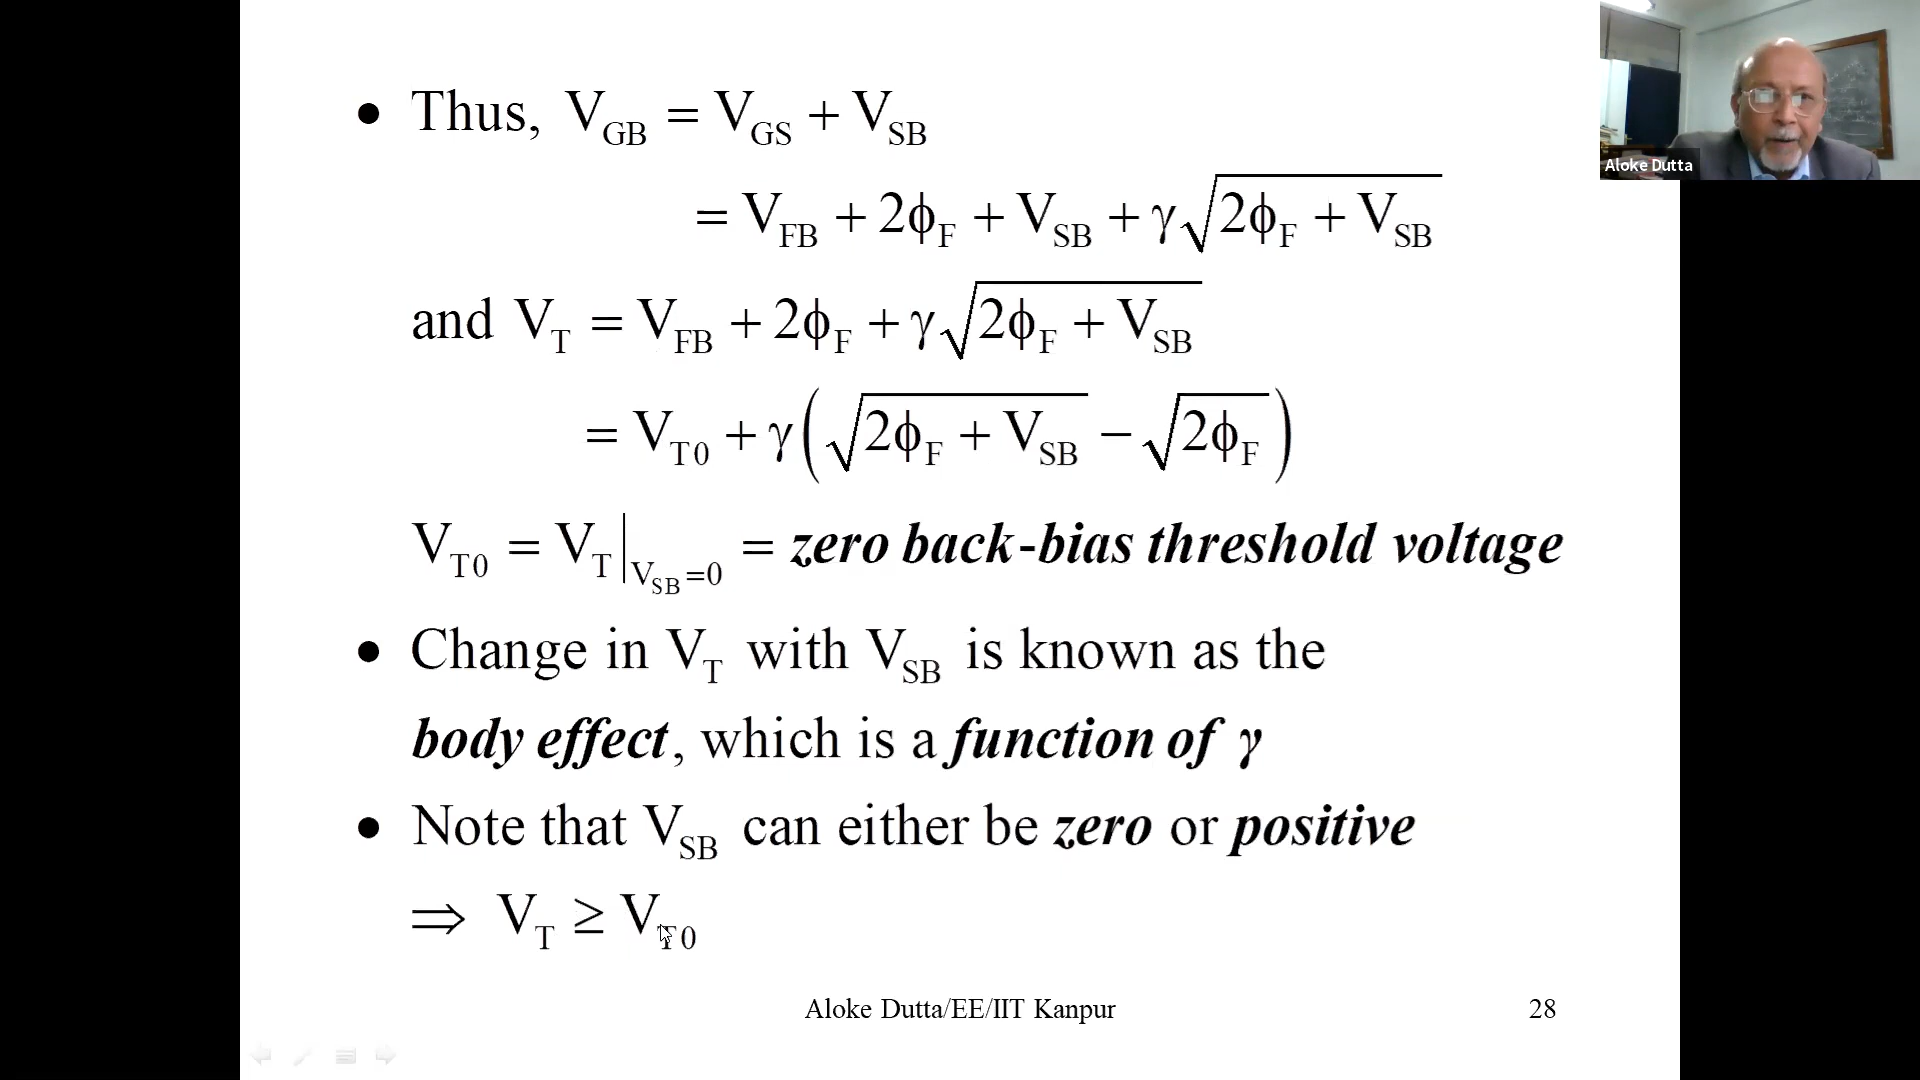 • Thus, V_GB = V_GS + V_SB
= V_FB + 2ϕ_F + V_SB + γ√(2ϕ_F + V_SB)
and V_T = V_FB + 2ϕ_F + γ√(2ϕ_F + V_SB)
= V_T0 + γ(√(2ϕ_F + V_SB) − √(2ϕ_F))
V_T0 = V_T|_{V_SB=0} = zero back-bias threshold voltage
• Change in V_T with V_SB is known as the
body effect, which is a function of γ
• Note that V_SB can either be zero or positive
⇒ V_T ≥ V_T0
Aloke Dutta/EE/IIT Kanpur 28
Aloke Dutta